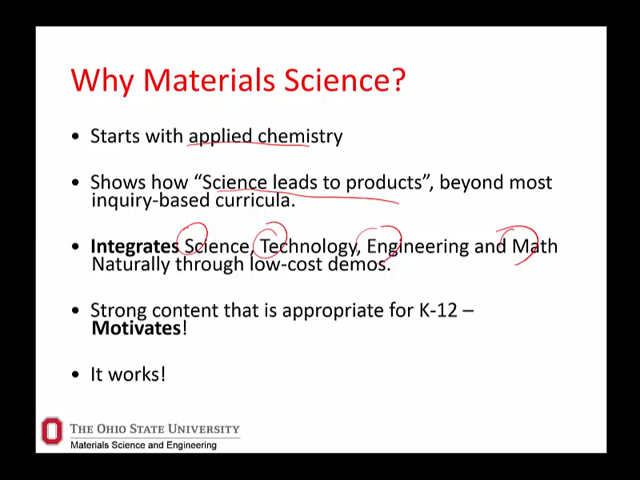 Why Materials Science?
• Starts with applied chemistry
• Shows how “Science leads to products”, beyond most
inquiry-based curricula.
• Integrates Science, Technology, Engineering and Math
Naturally through low-cost demos.
• Strong content that is appropriate for K-12 –
Motivates!
• It works!
THE OHIO STATE UNIVERSITY
Materials Science and Engineering